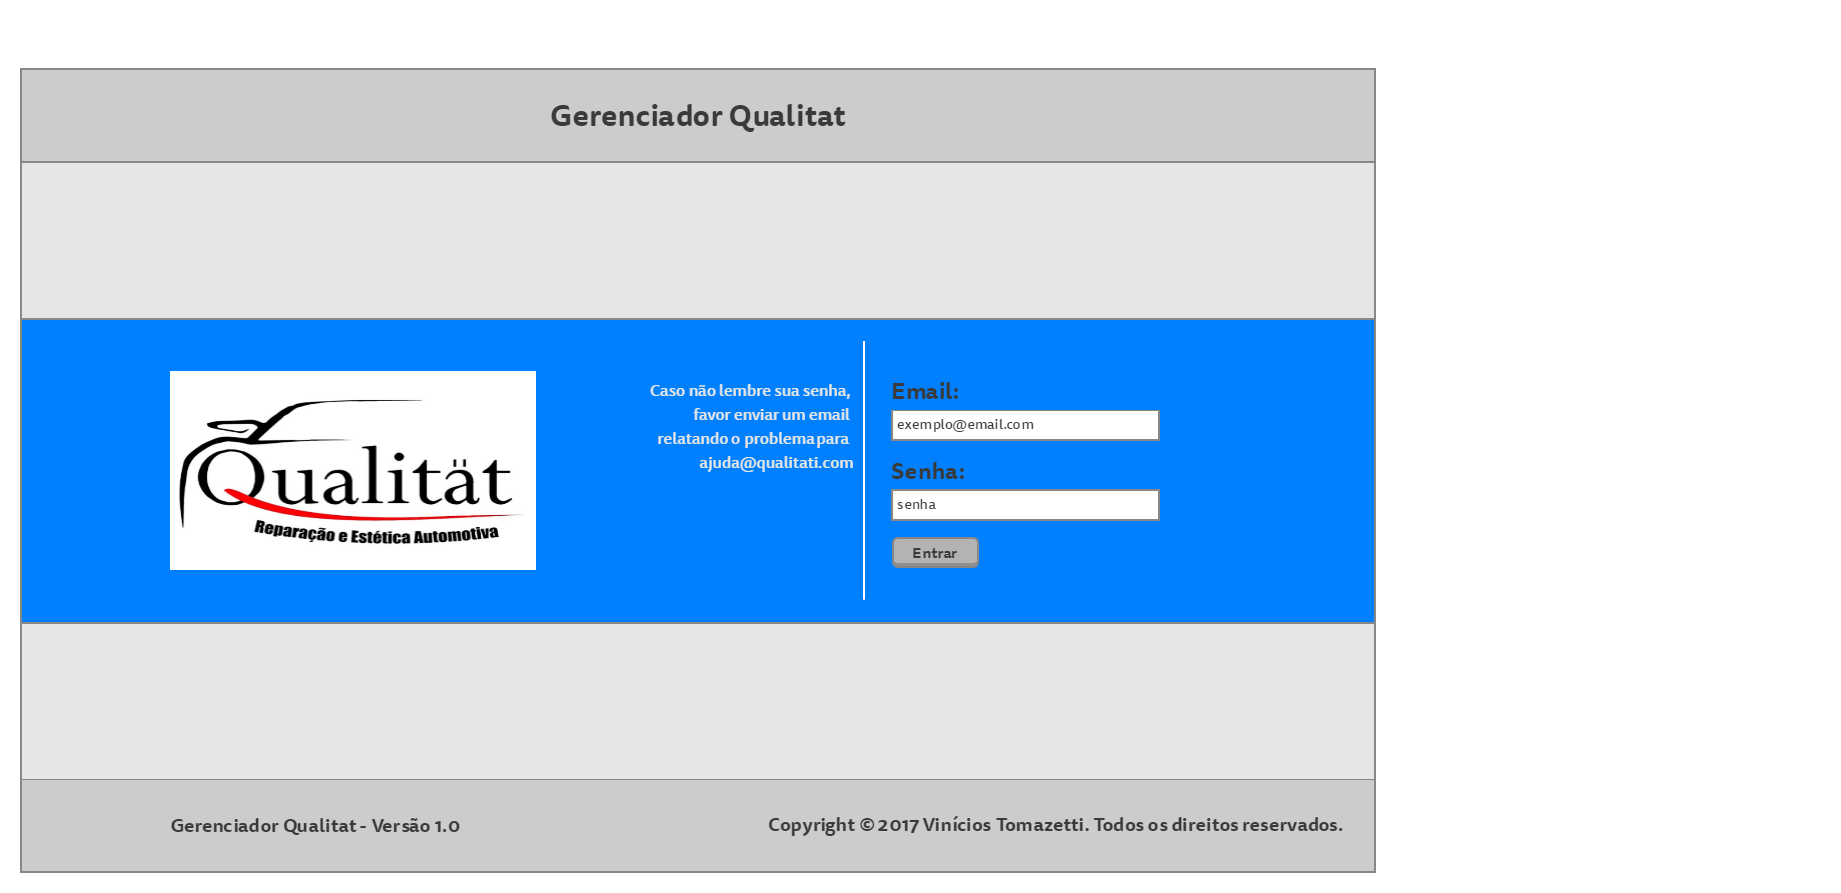 Gerenciador Qualitat
Qualität
Reparação e Estética Automotiva
Caso não lembre sua senha,
favor enviar um email
relatando o problema para
ajuda@qualitati.com
Email:
exemplo@email.com
Senha:
senha
Entrar
Gerenciador Qualitat - Versão 1.0
Copyright © 2017 Vinícios Tomazetti. Todos os direitos reservados.